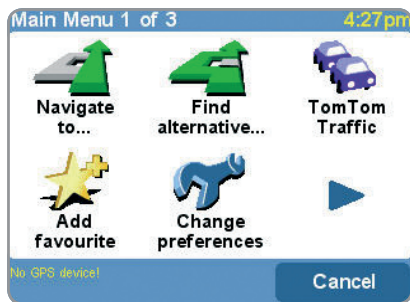 Main Menu 1 of 3
4:27pm
Navigate
to...
Find
alternative...
TomTom
Traffic
Add
favourite
Change
preferences
No GPS device!
Cancel